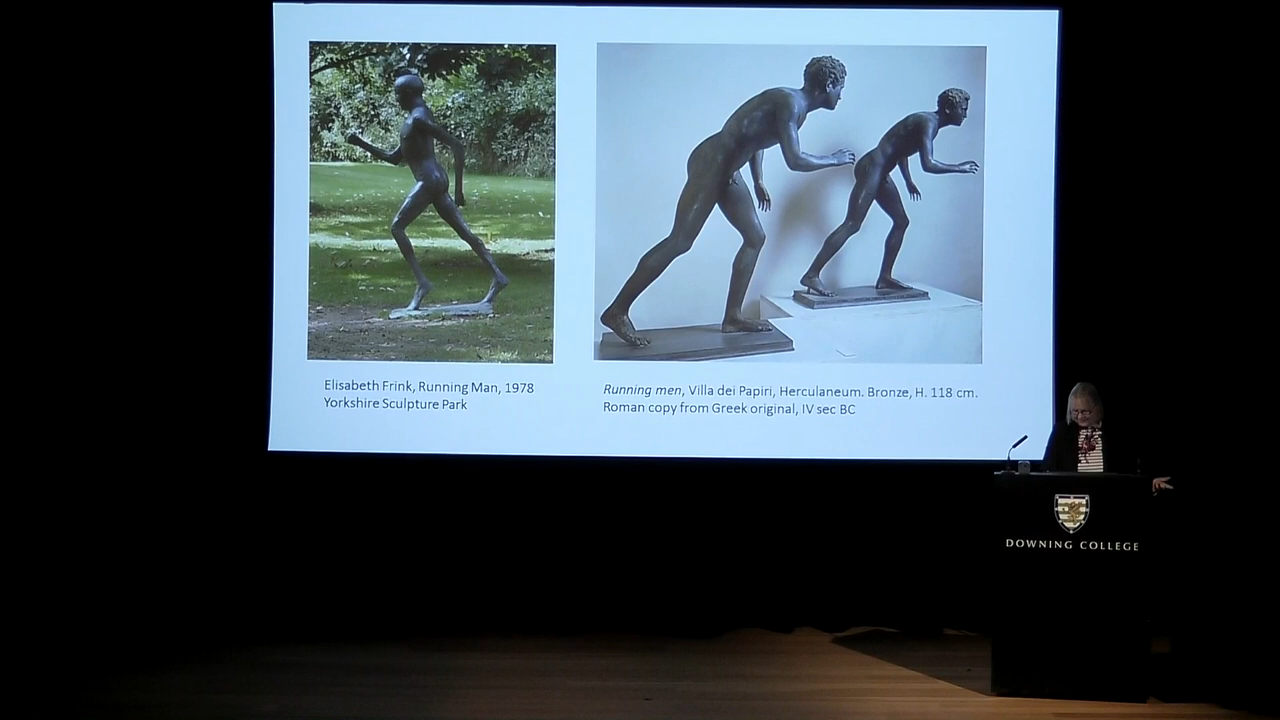 Elisabeth Frink, Running Man, 1978
Yorkshire Sculpture Park
Running men, Villa dei Papiri, Herculaneum. Bronze, H. 118 cm.
Roman copy from Greek original, IV sec BC
DOWNING COLLEGE